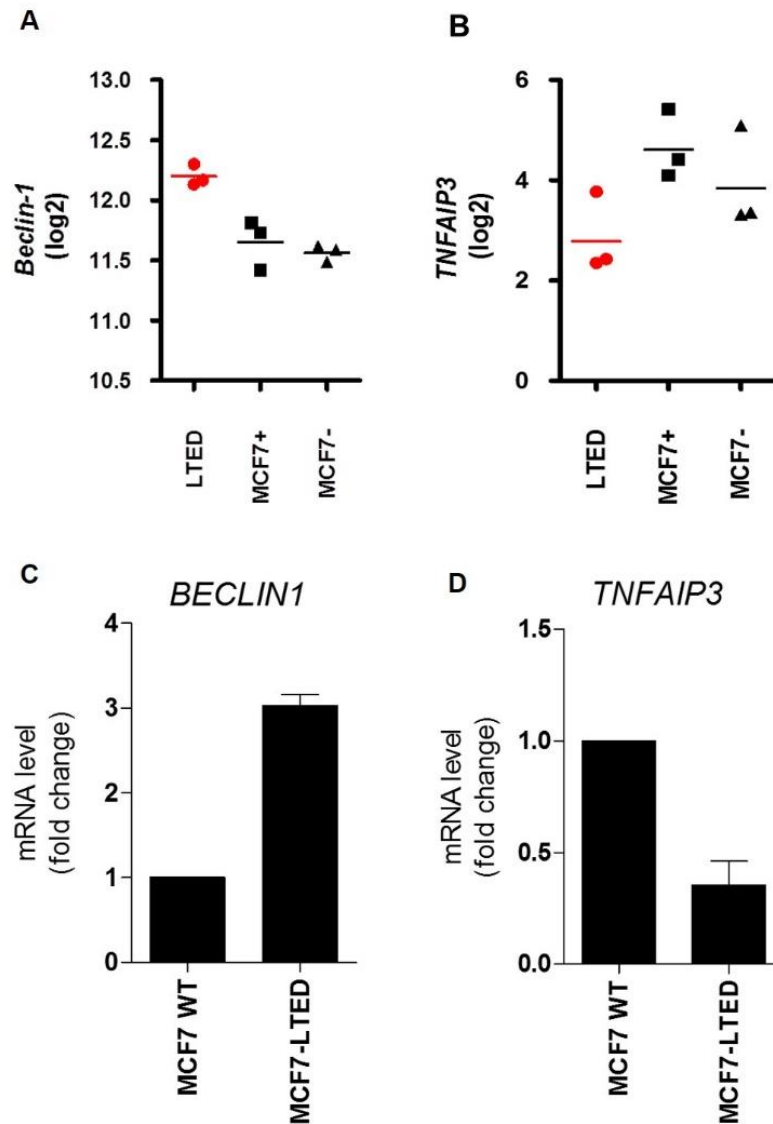 A
Beclin-1
(log2)
13.0
12.5
12.0
11.5
11.0
10.5
LTED
MCF7+
MCF7-
B
TNFAIP3
(log2)
6
4
2
0
LTED
MCF7+
MCF7-
C
BECLIN1
mRNA level
(fold change)
4
3
2
1
0
MCF7 WT
MCF7-LTED
D
TNFAIP3
mRNA level
(fold change)
1.5
1.0
0.5
0.0
MCF7 WT
MCF7-LTED